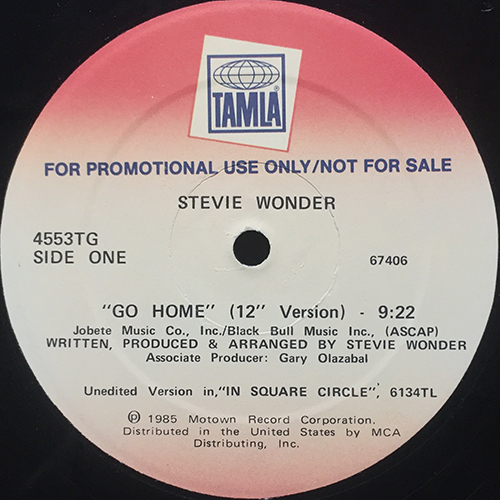 TAMLA®
FOR PROMOTIONAL USE ONLY/NOT FOR SALE
STEVIE WONDER
4553TG
SIDE ONE
67406
"GO HOME" (12" Version) - 9:22
Jobete Music Co., Inc./Black Bull Music Inc., (ASCAP)
WRITTEN, PRODUCED & ARRANGED BY STEVIE WONDER
Associate Producer: Gary Olazabal
Unedited Version in,"IN SQUARE CIRCLE", 6134TL
℗ 1985 Motown Record Corporation.
Distributed in the United States by MCA
Distributing, Inc.